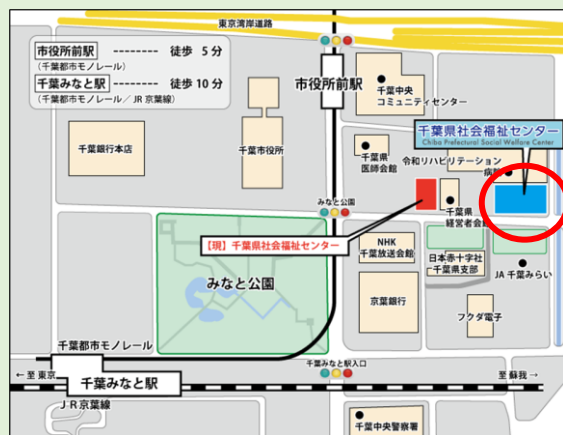 東京湾岸道路
市役所前駅 -------- 徒歩 5 分
(千葉都市モノレール)
千葉みなと駅 -------- 徒歩 10 分
(千葉都市モノレール/ JR 京葉線)
市役所前駅
千葉中央
コミュニティセンター
千葉県社会福祉センター
Chiba Prefectural Social Welfare Center
千葉銀行本店
千葉市役所
千葉県
医師会館
令和リハビリテーション
病院
みなと公園
千葉県
経営者会館
【現】千葉県社会福祉センター
NHK
千葉放送会館
日本赤十字社
千葉県支部
JA 千葉みらい
みなと公園
京葉銀行
フクダ電子
千葉都市モノレール
千葉みなと駅入口
← 至 東京
千葉みなと駅
至 蘇我 →
JR京葉線
千葉中央警察署